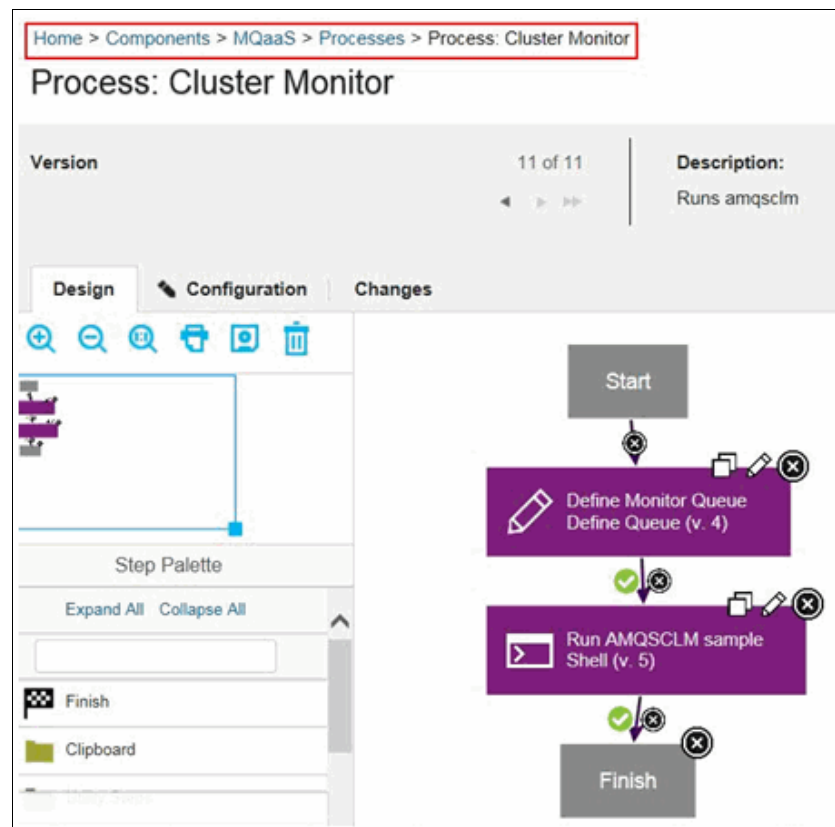 Home > Components > MQaaS > Processes > Process: Cluster Monitor
Process: Cluster Monitor
Version
11 of 11
Description:
Runs amqsclm
Design
Configuration
Changes
Step Palette
Expand All Collapse All
Finish
Clipboard
Start
Define Monitor Queue
Define Queue (v. 4)
Run AMQSCLM sample
Shell (v. 5)
Finish